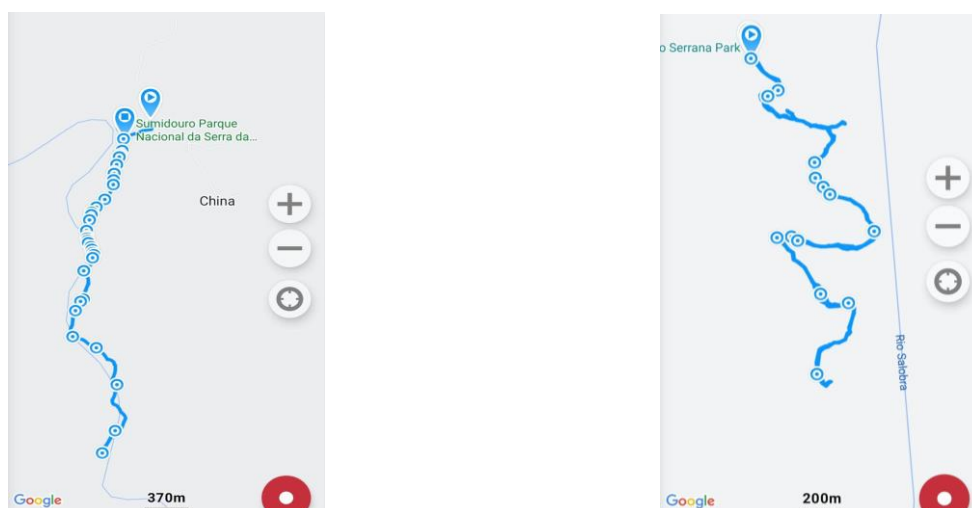 Sumidouro Parque
Nacional da Serra da...
China
Google
370m
o Serrana Park
Rio Salobra
Google
200m